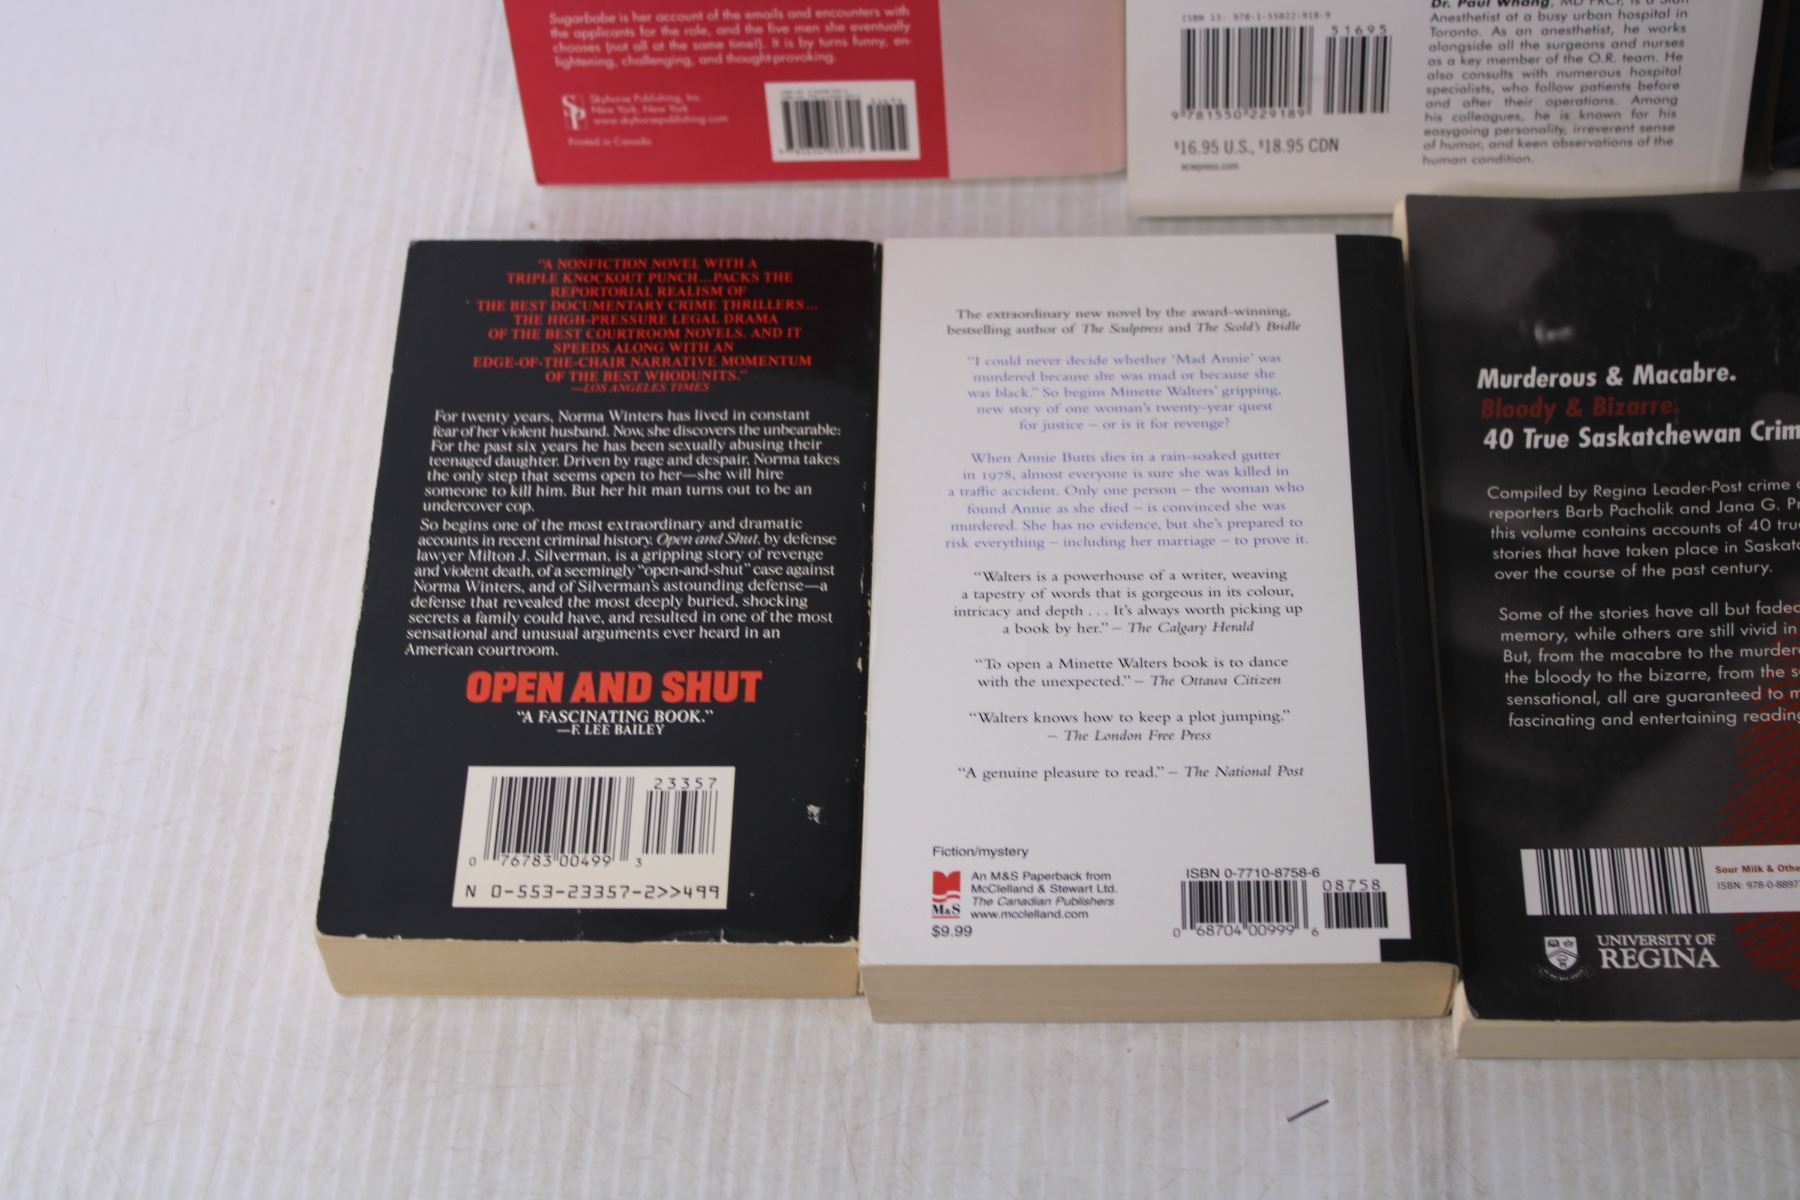 Sugarbabe is her account of the emails and encounters with
the applicants for the role, and the five men she eventually
chooses (not all at the same time!). It is by turns funny, en-
lightening, challenging, and thought-provoking.
SP
Skyhorse Publishing, Inc.
New York, New York
www.skyhorsepublishing.com
Printed in Canada
ISBN 13: 978-1-55022-918-9
51695
9 781550 229189
$16.95 U.S., $18.95 CDN
ecwpress.com
Dr. Paul Whang, MD FRCP, is a
Anesthetist at a busy urban hospital in
Toronto. As an anesthetist, he works
alongside all the surgeons and nurses
as a key member of the O.R. team. He
also consults with numerous hospital
specialists, who follow patients before
and after their operations. Among
his colleagues, he is known for his
easygoing personality, irreverent sense
of humor, and keen observations of the
human condition.
"A NONFICTION NOVEL WITH A
TRIPLE KNOCKOUT PUNCH...PACKS THE
REPORTORIAL REALISM OF
THE BEST DOCUMENTARY CRIME THRILLERS...
THE HIGH-PRESSURE LEGAL DRAMA
OF THE BEST COURTROOM NOVELS. AND IT
SPEEDS ALONG WITH AN
EDGE-OF-THE-CHAIR NARRATIVE MOMENTUM
OF THE BEST WHODUNITS."
—LOS ANGELES TIMES
For twenty years, Norma Winters has lived in constant
fear of her violent husband. Now, she discovers the unbearable:
For the past six years he has been sexually abusing their
teenaged daughter. Driven by rage and despair, Norma takes
the only step that seems open to her—she will hire
someone to kill him. But her hit man turns out to be an
undercover cop.
So begins one of the most extraordinary and dramatic
accounts in recent criminal history. Open and Shut, by defense
lawyer Milton J. Silverman, is a gripping story of revenge
and violent death, of a seemingly "open-and-shut" case against
Norma Winters, and of Silverman's astounding defense—a
defense that revealed the most deeply buried, shocking
secrets a family could have, and resulted in one of the most
sensational and unusual arguments ever heard in an
American courtroom.
OPEN AND SHUT
"A FASCINATING BOOK."
—F. LEE BAILEY
23357
0 76783 00499 3
N 0-553-23357-2>>499
The extraordinary new novel by the award-winning,
bestselling author of The Sculptress and The Scold's Bridle
"I could never decide whether 'Mad Annie' was
murdered because she was mad or because she
was black." So begins Minette Walters' gripping,
new story of one woman's twenty-year quest
for justice – or is it for revenge?
When Annie Butts dies in a rain-soaked gutter
in 1978, almost everyone is sure she was killed in
a traffic accident. Only one person – the woman who
found Annie as she died – is convinced she was
murdered. She has no evidence, but she's prepared to
risk everything – including her marriage – to prove it.
"Walters is a powerhouse of a writer, weaving
a tapestry of words that is gorgeous in its colour,
intricacy and depth . . . It's always worth picking up
a book by her." – The Calgary Herald
"To open a Minette Walters book is to dance
with the unexpected." – The Ottawa Citizen
"Walters knows how to keep a plot jumping."
– The London Free Press
"A genuine pleasure to read." – The National Post
Fiction/mystery
M&S
An M&S Paperback from
McClelland & Stewart Ltd.
The Canadian Publishers
www.mcclelland.com
$9.99
ISBN 0-7710-8758-6
08758
0 68704 00999 6
Murderous & Macabre.
Bloody & Bizarre.
40 True Saskatchewan Crim
Compiled by Regina Leader-Post crime
reporters Barb Pacholik and Jana G. Pr
this volume contains accounts of 40 tru
stories that have taken place in Saskat
over the course of the past century.
Some of the stories have all but faded
memory, while others are still vivid in
But, from the macabre to the murder
the bloody to the bizarre, from the s
sensational, all are guaranteed to m
fascinating and entertaining reading
Sour Milk & Othe
ISBN: 978-0-8897
UNIVERSITY OF
REGINA